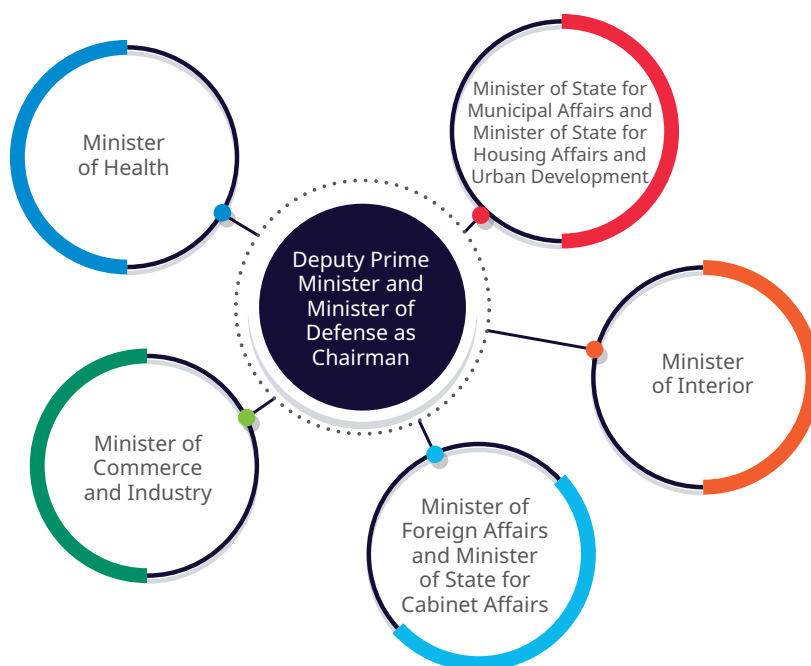 Minister
of Health
Minister of State for
Municipal Affairs and
Minister of State for
Housing Affairs and
Urban Development
Deputy Prime
Minister and
Minister of
Defense as
Chairman
Minister
of Interior
Minister of
Commerce
and Industry
Minister of
Foreign Affairs
and Minister
of State for
Cabinet Affairs